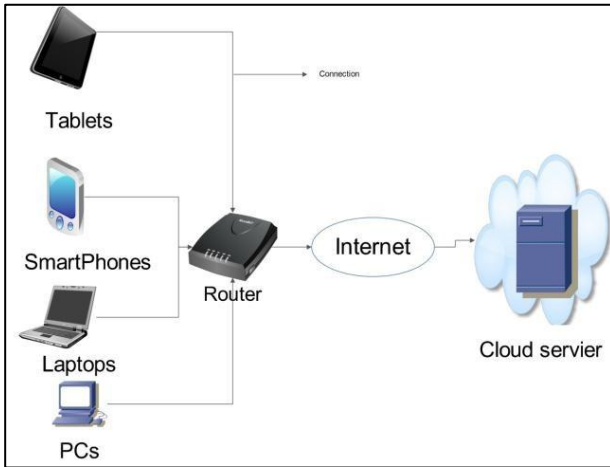 Connection
Tablets
SmartPhones
Router
Internet
Laptops
Cloud servier
PCs